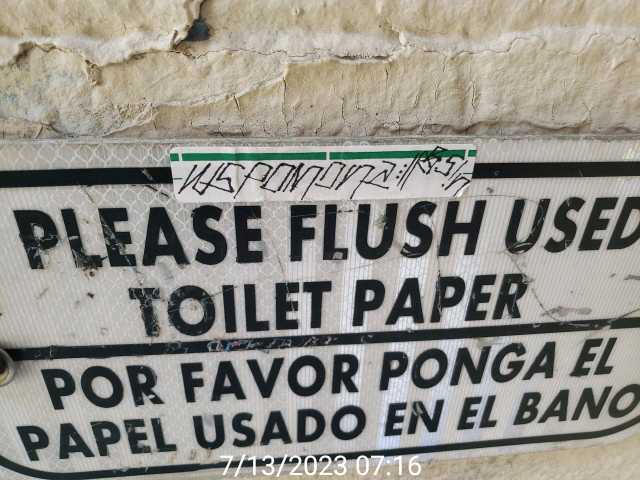 PLEASE FLUSH USED
TOILET PAPER
POR FAVOR PONGA EL
PAPEL USADO EN EL BANO
7/13/2023 07:16